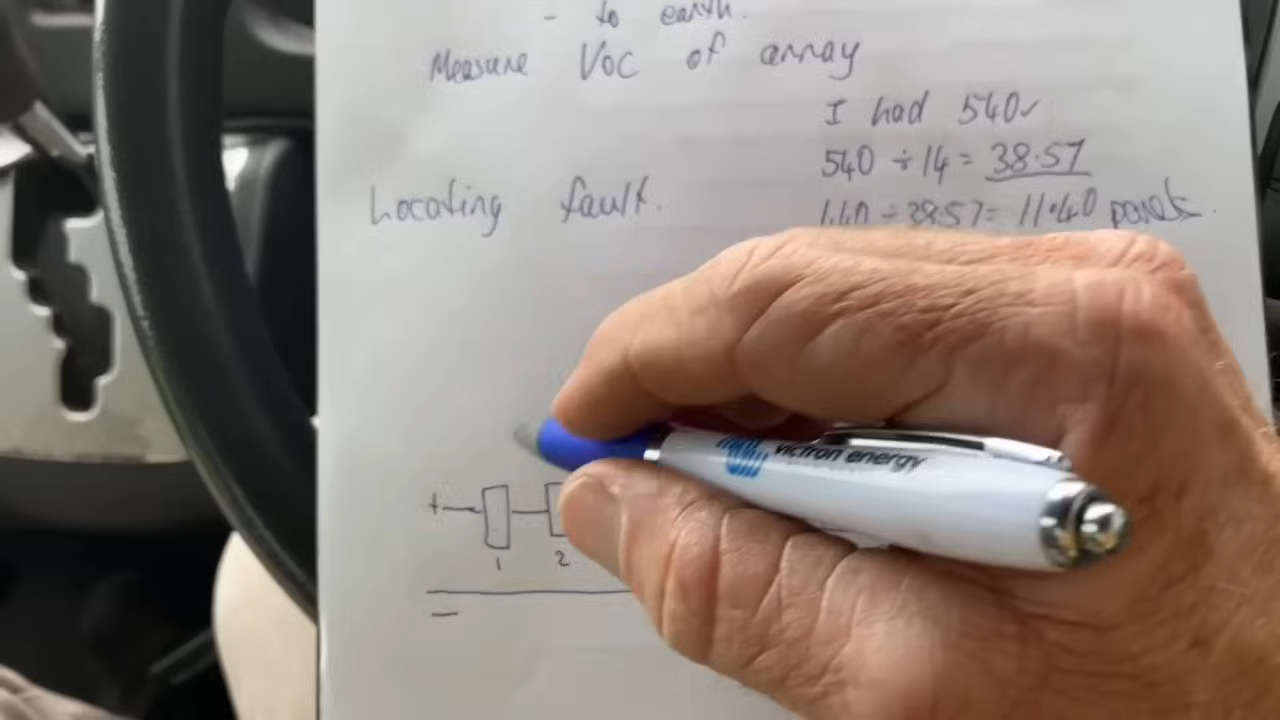 - to earth.
Measure Voc of array
I had 540v
540 ÷ 14 = 38.57
Locating fault.
440 ÷ 38.57 = 11.40 panels.
victron energy
+
1 2
-